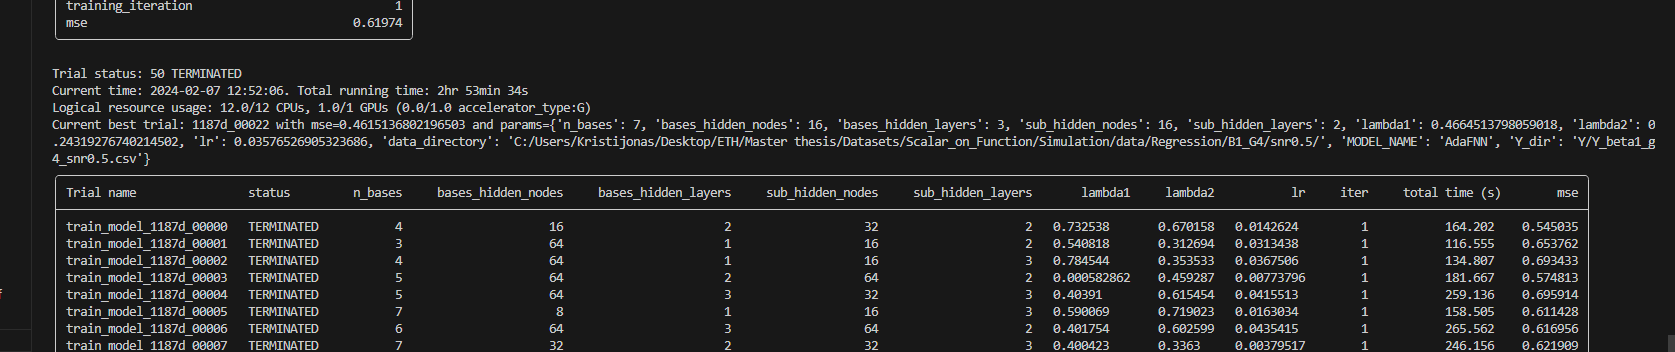 training_iteration 1
mse 0.61974
Trial status: 50 TERMINATED
Current time: 2024-02-07 12:52:06. Total running time: 2hr 53min 34s
Logical resource usage: 12.0/12 CPUs, 1.0/1 GPUs (0.0/1.0 accelerator_type:G)
Current best trial: 1187d_00022 with mse=0.4615136802196503 and params={'n_bases': 7, 'bases_hidden_nodes': 16, 'bases_hidden_layers': 3, 'sub_hidden_nodes': 16, 'sub_hidden_layers': 2, 'lambda1': 0.4664513798059018, 'lambda2': 0
.24319276740214502, 'lr': 0.03576526905323686, 'data_directory': 'C:/Users/Kristijonas/Desktop/ETH/Master thesis/Datasets/Scalar_on_Function/Simulation/data/Regression/B1_G4/snr0.5/', 'MODEL_NAME': 'AdaFNN', 'Y_dir': 'Y/Y_beta1_g
4_snr0.5.csv'}
Trial name status n_bases bases_hidden_nodes bases_hidden_layers sub_hidden_nodes sub_hidden_layers lambda1 lambda2 lr iter total time (s) mse
train_model_1187d_00000 TERMINATED 4 16 2 32 2 0.732538 0.670158 0.0142624 1 164.202 0.545035
train_model_1187d_00001 TERMINATED 3 64 1 16 2 0.540818 0.312694 0.0313438 1 116.555 0.653762
train_model_1187d_00002 TERMINATED 4 64 1 16 3 0.784544 0.353533 0.0367506 1 134.807 0.693433
train_model_1187d_00003 TERMINATED 5 64 2 64 2 0.000582862 0.459287 0.00773796 1 181.667 0.574813
train_model_1187d_00004 TERMINATED 5 64 3 32 3 0.40391 0.615454 0.0415513 1 259.136 0.695914
train_model_1187d_00005 TERMINATED 7 8 1 16 3 0.590069 0.719023 0.0163034 1 158.505 0.611428
train_model_1187d_00006 TERMINATED 6 64 3 64 2 0.401754 0.602599 0.0435415 1 265.562 0.616956
train_model_1187d_00007 TERMINATED 7 32 2 32 3 0.400423 0.3363 0.00379517 1 246.156 0.621909